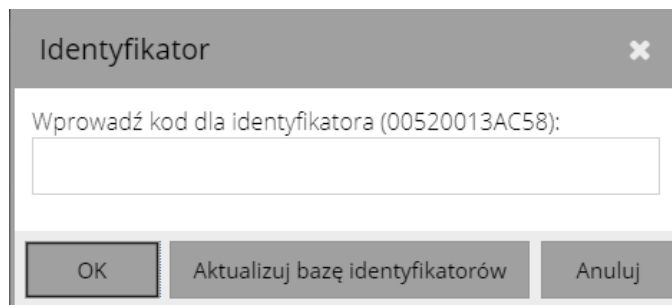 Identyfikator
Wprowadź kod dla identyfikatora (00520013AC58):
OK Aktualizuj bazę identyfikatorów Anuluj